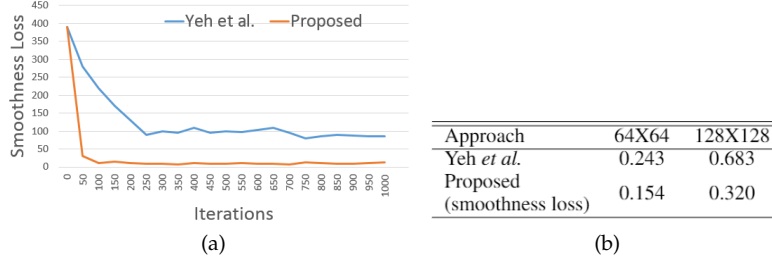 450
400
350
300
250
200
150
100
50
0
Smoothness Loss
Yeh et al. Proposed
0 50 100 150 200 250 300 350 400 450 500 550 600 650 700 750 800 850 900 950 1000
Iterations
(a)
Approach 64X64 128X128
Yeh et al. 0.243 0.683
Proposed
(smoothness loss) 0.154 0.320
(b)